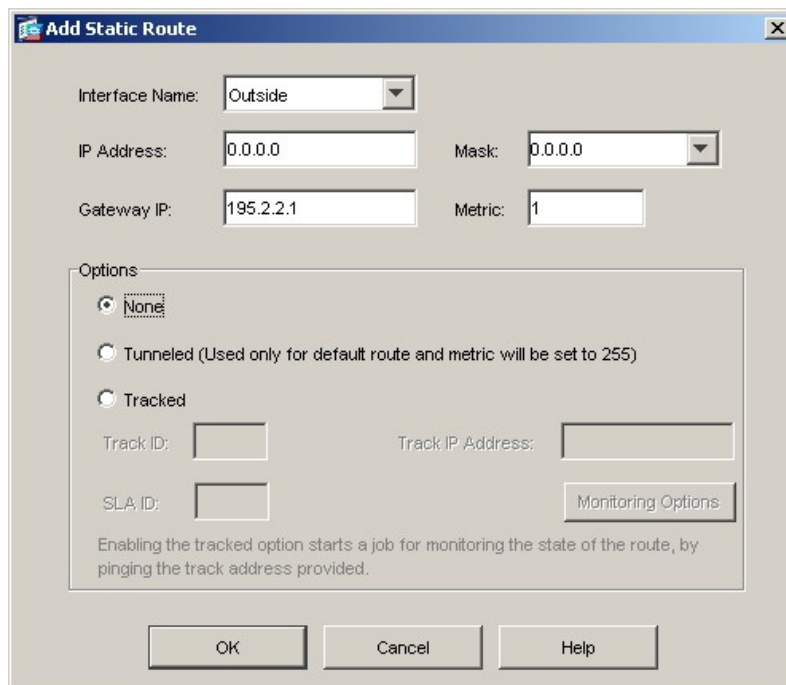 Add Static Route
Interface Name: Outside
IP Address: 0.0.0.0 Mask: 0.0.0.0
Gateway IP: 195.2.2.1 Metric: 1
Options
None
Tunneled (Used only for default route and metric will be set to 255)
Tracked
Track ID: Track IP Address:
SLA ID: Monitoring Options
Enabling the tracked option starts a job for monitoring the state of the route, by
pinging the track address provided.
OK Cancel Help